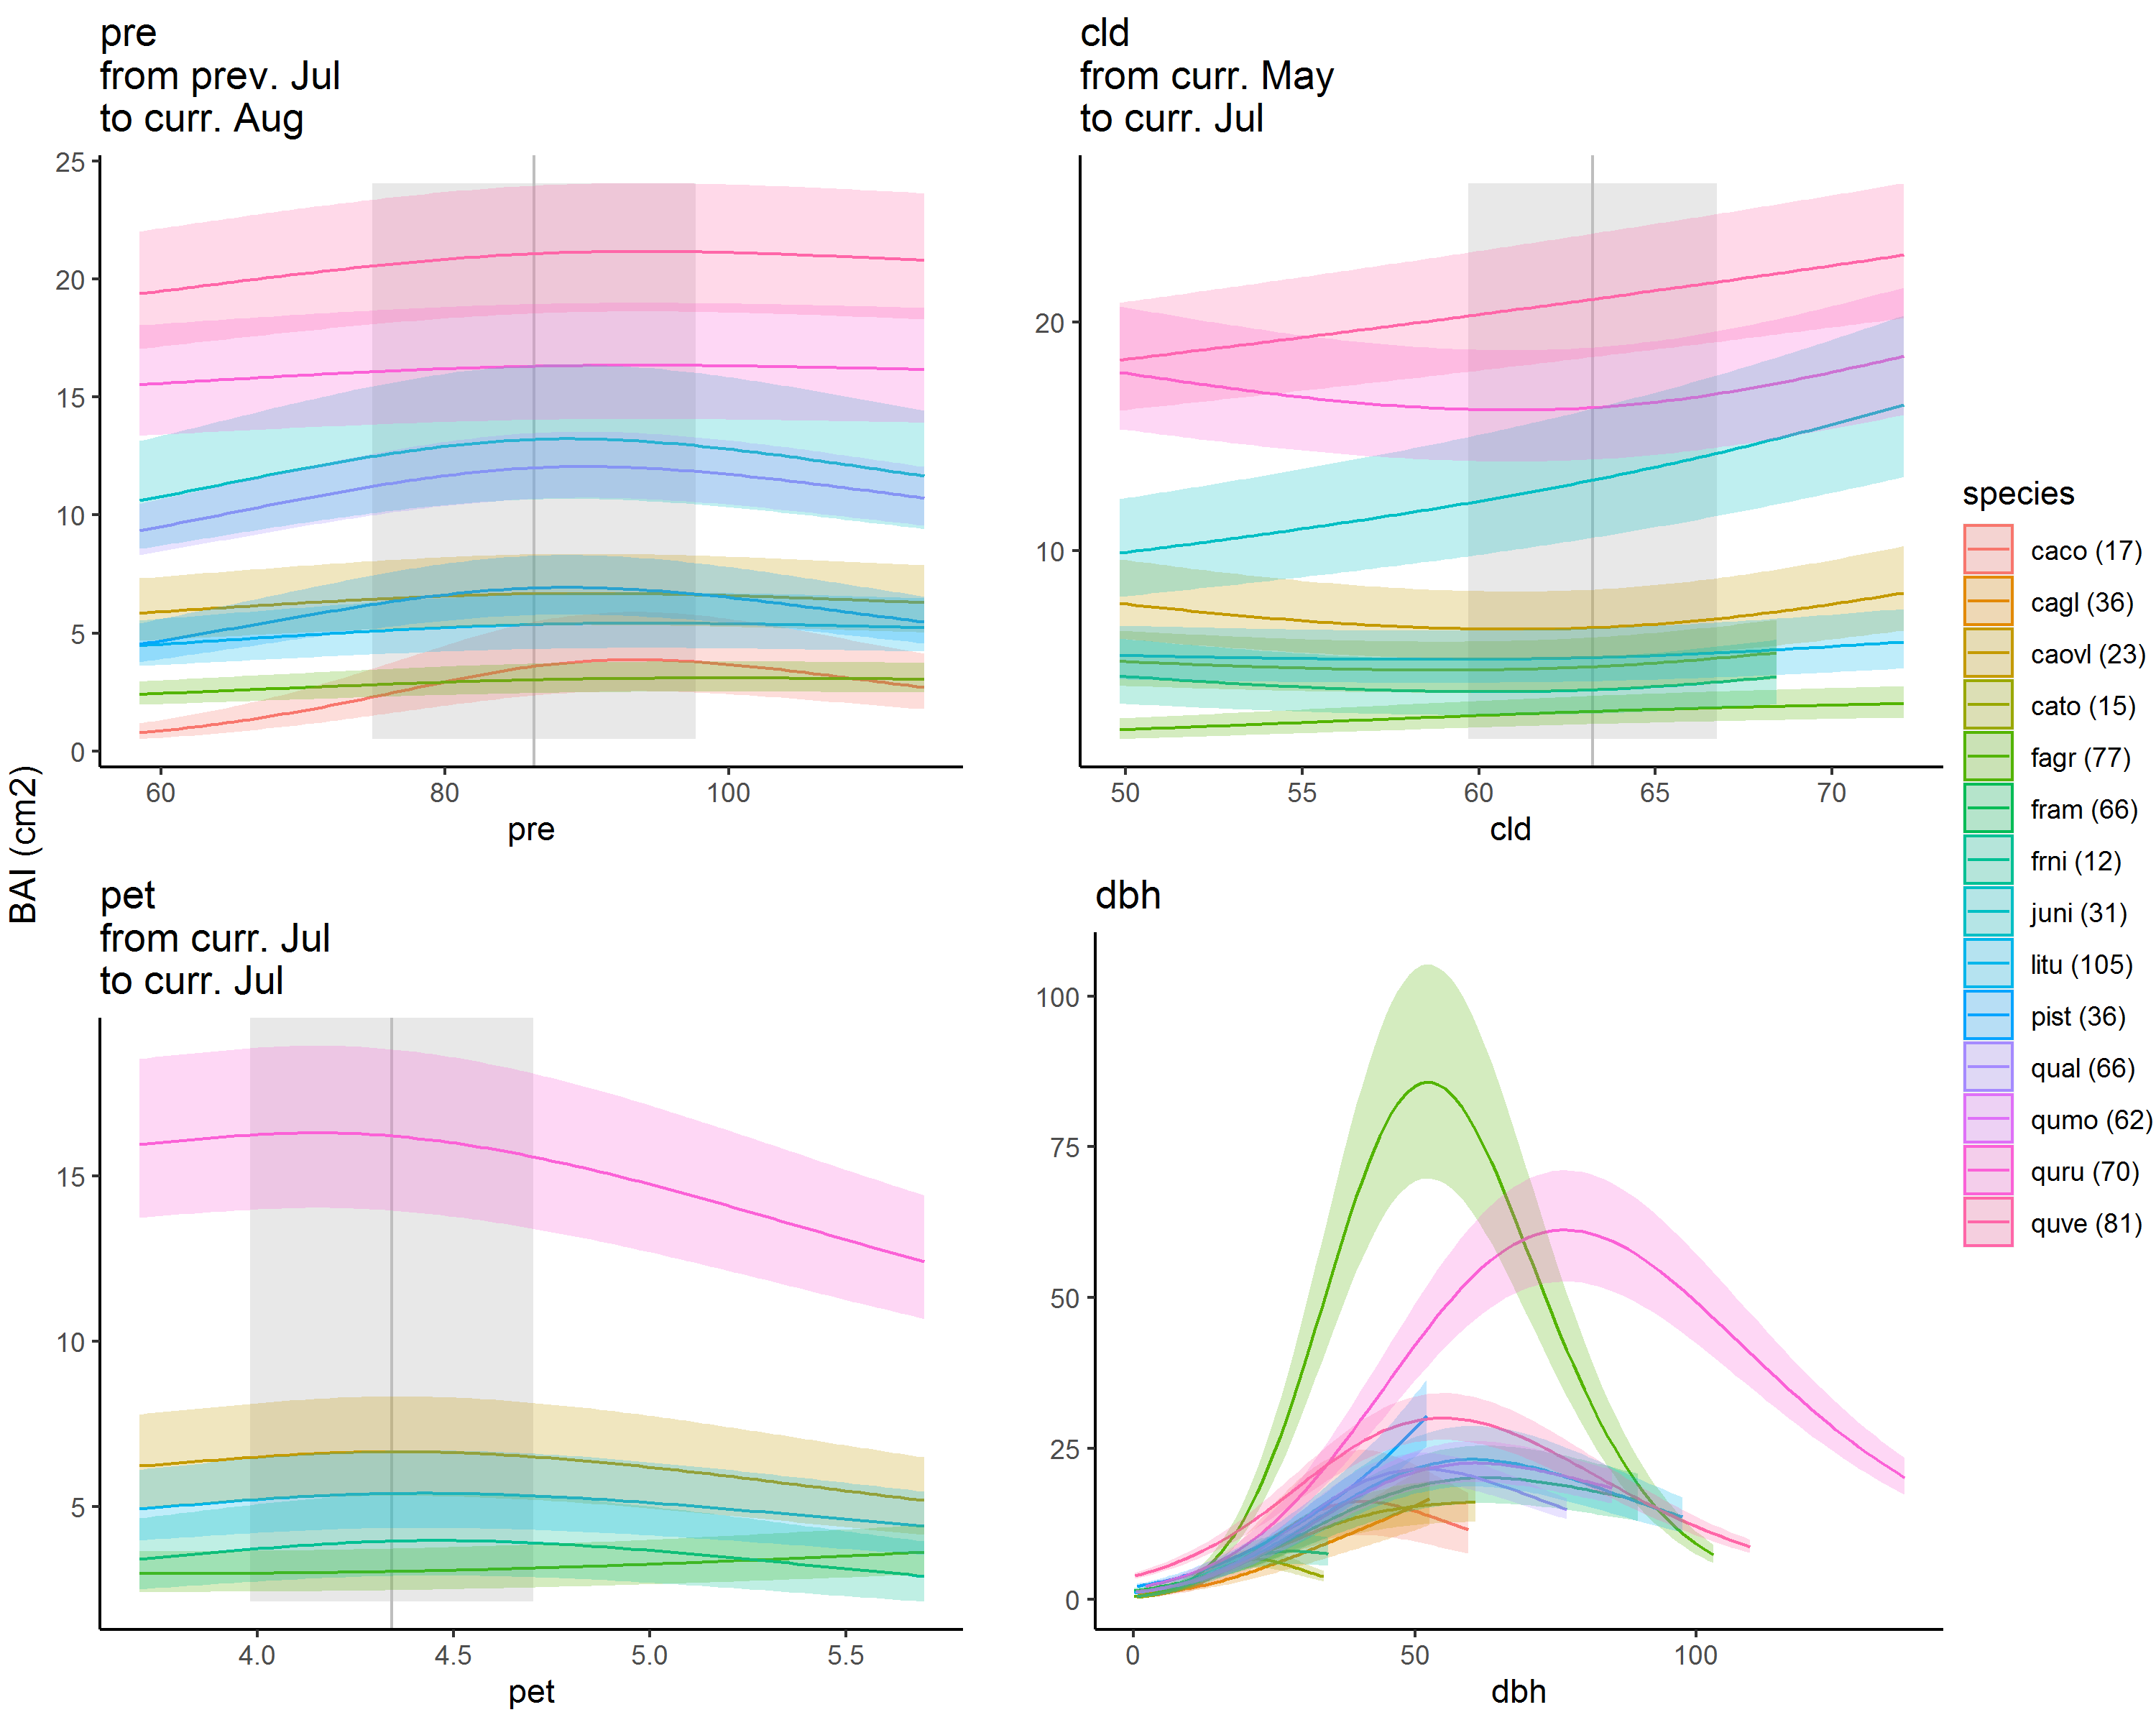 pre
from prev. Jul
to curr. Aug
25
20
15
10
5
0
60 80 100
pre
cld
from curr. May
to curr. Jul
20
10
50 55 60 65 70
cld
BAI (cm2)
pet
from curr. Jul
to curr. Jul
15
10
5
4.0 4.5 5.0 5.5
pet
dbh
100
75
50
25
0
0 50 100
dbh
species
caco (17)
cagl (36)
caovl (23)
cato (15)
fagr (77)
fram (66)
frni (12)
juni (31)
litu (105)
pist (36)
qual (66)
qumo (62)
quru (70)
quve (81)